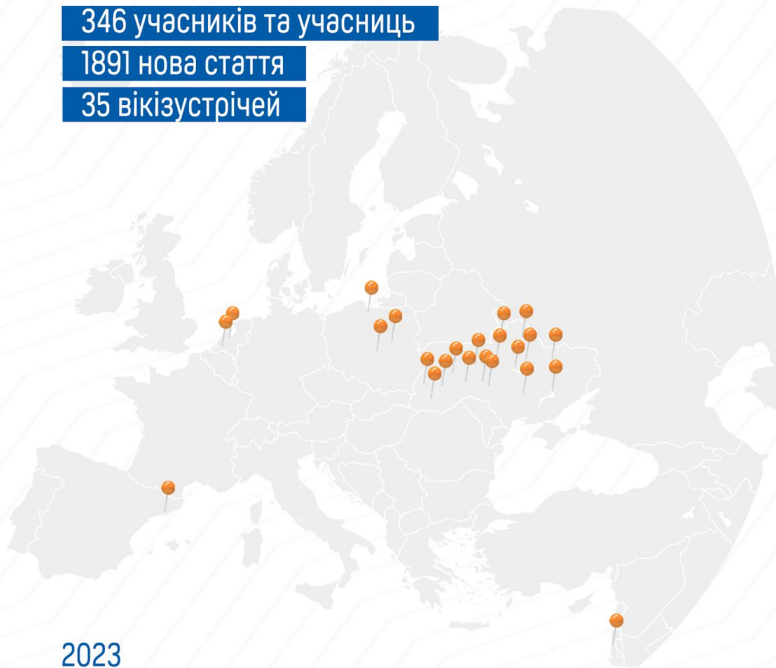 346 учасників та учасниць
1891 нова стаття
35 вікізустрічей
2023